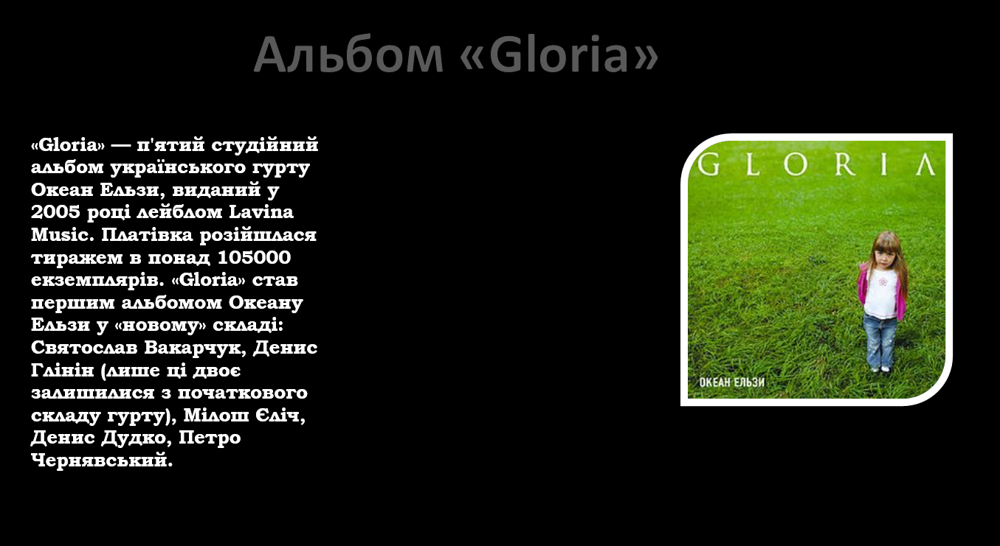 Альбом «Gloria»
«Gloria» — п'ятий студійний
альбом українського гурту
Океан Ельзи, виданий у
2005 році лейблом Lavina
Music. Платівка розійшлася
тиражем в понад 105000
екземплярів. «Gloria» став
першим альбомом Океану
Ельзи у «новому» складі:
Святослав Вакарчук, Денис
Глінін (лише ці двоє
залишилися з початкового
складу гурту), Мілош Єліч,
Денис Дудко, Петро
Чернявський.
GLORIA
ОКЕАН ЕЛЬЗИ